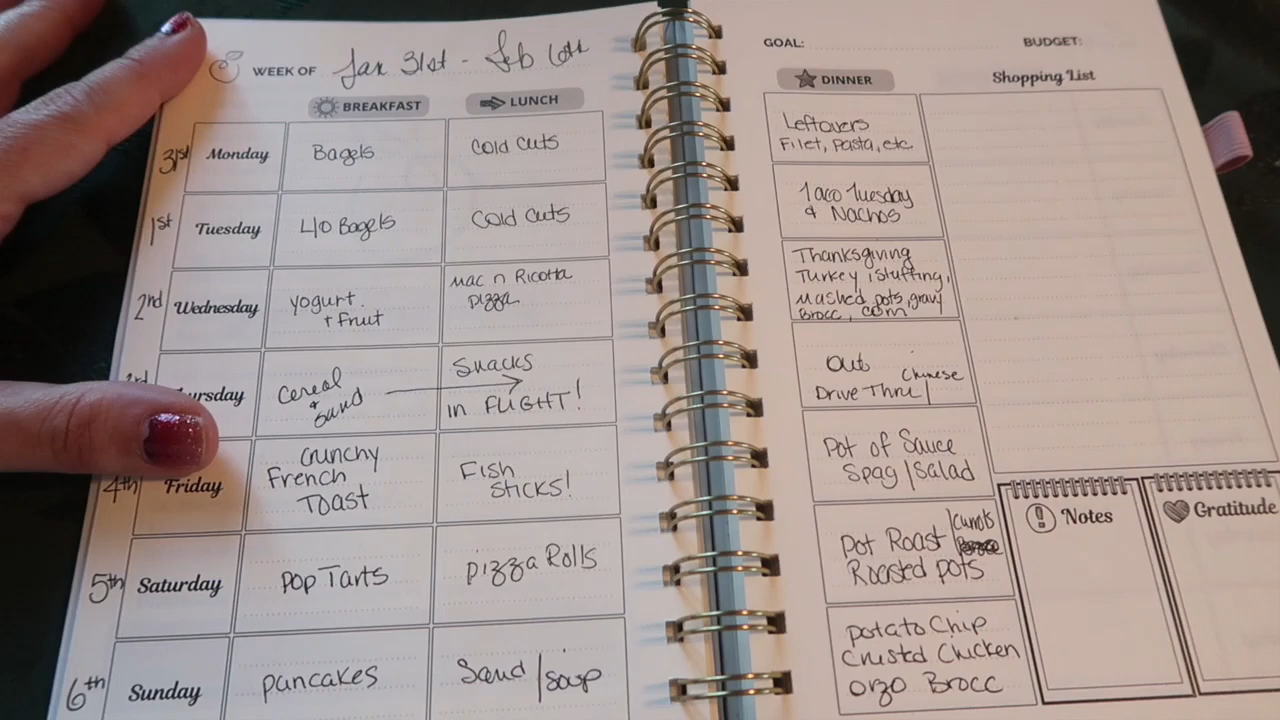 WEEK OF Jan 31st - Feb 6th
BREAKFAST
LUNCH
31st Monday
Bagels
Cold Cuts
1st Tuesday
L/O Bagels
Cold Cuts
2nd Wednesday
yogurt
+ Fruit
Mac n Ricotta
pizza
Cereal
+ Sand
Snacks
in FLIGHT!
4th Friday
Crunchy
French
Toast
Fish
Sticks!
5th Saturday
Pop Tarts
pizza Rolls
6th Sunday
pancakes
Sand / Soup
GOAL:
BUDGET:
DINNER
Shopping List
Leftovers
Filet, Pasta, etc.
Taco Tuesday
& Nachos
Thanksgiving
Turkey, stuffing,
Mashed pots, gravy
Brocc, Corn
Out
Drive Thru / Chinese
Pot of Sauce
Spag / Salad
Pot Roast / Carrots
Roasted pots
potato Chip
Crusted Chicken
orzo Brocc
Notes
Gratitude